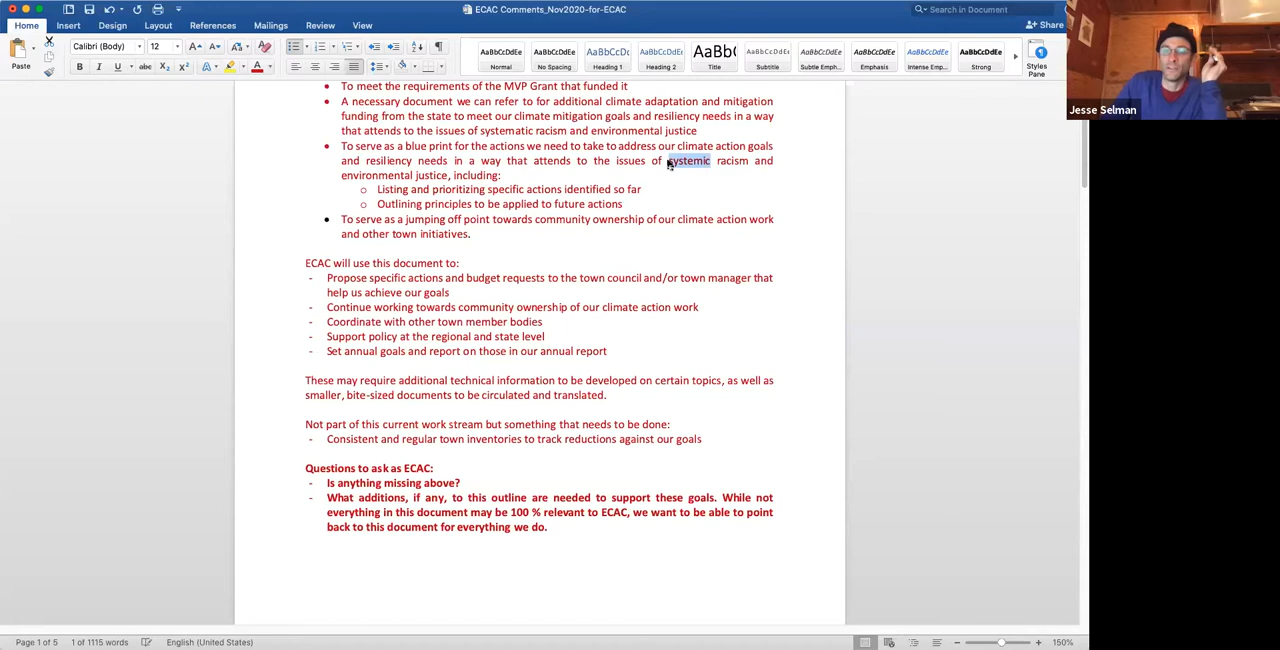 ECAC Comments_Nov2020-for-ECAC
Search in Document
Home Insert Design Layout References Mailings Review View
Share
Paste
Calibri (Body) 12
AaBbCcDdEe AaBbCcDdEe AaBbCcDc AaBbCcDdEe AaBb( AaBbCcDdEe AaBbCcDdEe AaBbCcDdEe AaBbCcDdEe AaBbCcDdEe
Normal No Spacing Heading 1 Heading 2 Title Subtitle Subtle Emph... Emphasis Intense Emp... Strong
Styles
Pane
Jesse Selman
• To meet the requirements of the MVP Grant that funded it
• A necessary document we can refer to for additional climate adaptation and mitigation
funding from the state to meet our climate mitigation goals and resiliency needs in a way
that attends to the issues of systematic racism and environmental justice
• To serve as a blue print for the actions we need to take to address our climate action goals
and resiliency needs in a way that attends to the issues of systemic racism and
environmental justice, including:
o Listing and prioritizing specific actions identified so far
o Outlining principles to be applied to future actions
• To serve as a jumping off point towards community ownership of our climate action work
and other town initiatives.
ECAC will use this document to:
- Propose specific actions and budget requests to the town council and/or town manager that
help us achieve our goals
- Continue working towards community ownership of our climate action work
- Coordinate with other town member bodies
- Support policy at the regional and state level
- Set annual goals and report on those in our annual report
These may require additional technical information to be developed on certain topics, as well as
smaller, bite-sized documents to be circulated and translated.
Not part of this current work stream but something that needs to be done:
- Consistent and regular town inventories to track reductions against our goals
Questions to ask as ECAC:
- Is anything missing above?
- What additions, if any, to this outline are needed to support these goals. While not
everything in this document may be 100 % relevant to ECAC, we want to be able to point
back to this document for everything we do.
Page 1 of 5 1 of 1115 words English (United States) 150%